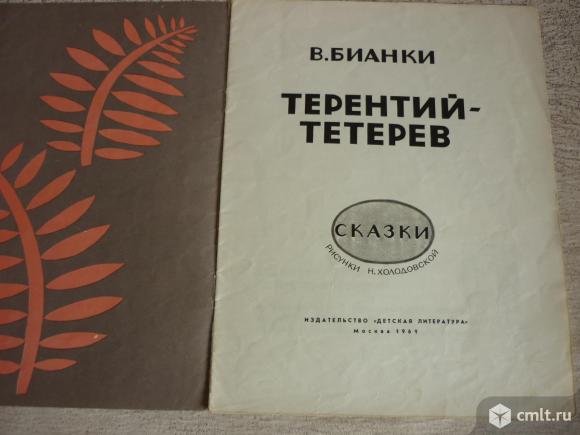 В.БИАНКИ
ТЕРЕНТИЙ-
ТЕТЕРЕВ
СКАЗКИ
РИСУНКИ Н.ХОЛОДОВСКОЙ
ИЗДАТЕЛЬСТВО «ДЕТСКАЯ ЛИТЕРАТУРА»
Москва 1969
cmlt.ru